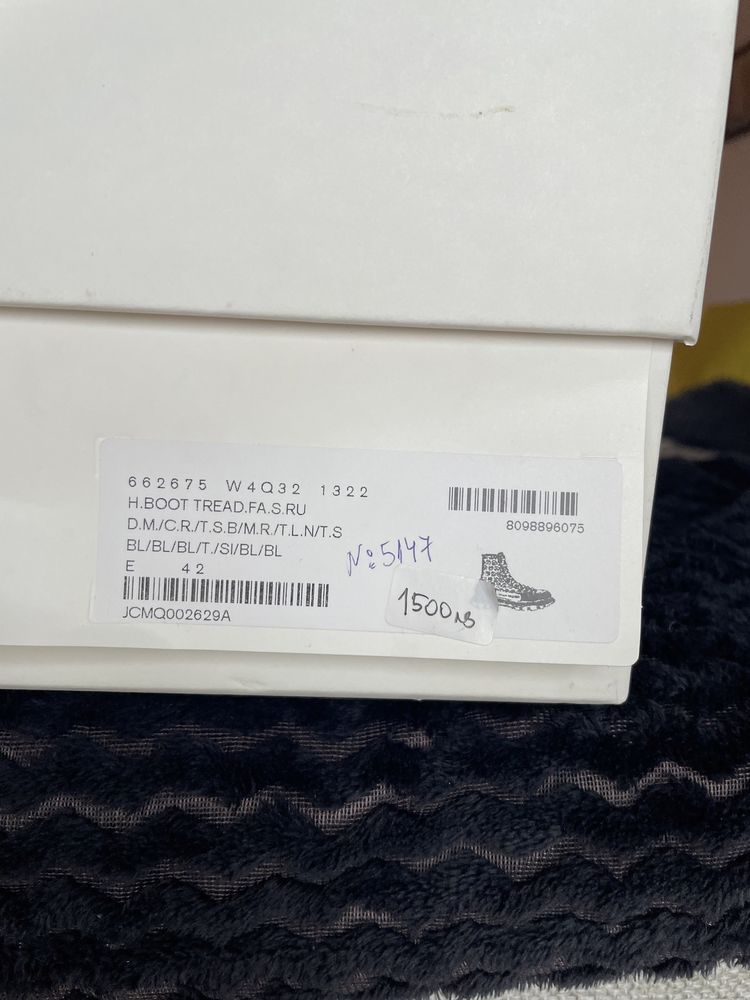 662675 W4Q32 1322
H.BOOT TREAD.FA.S.RU
D.M./C.R./T.S.B/M.R./T.L.N/T.S
BL/BL/BL/T./SI/BL/BL
E 42
JCMQ002629A
8098896075
№ 5147
1500лв